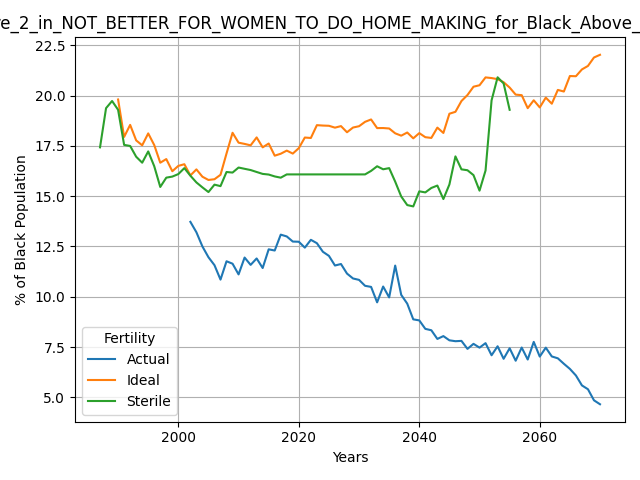 re_2_in_NOT_BETTER_FOR_WOMEN_TO_DO_HOME_MAKING_for_Black_Above_
22.5
20.0
17.5
15.0
12.5
10.0
7.5
5.0
% of Black Population
Fertility
Actual
Ideal
Sterile
2000 2020 2040 2060
Years